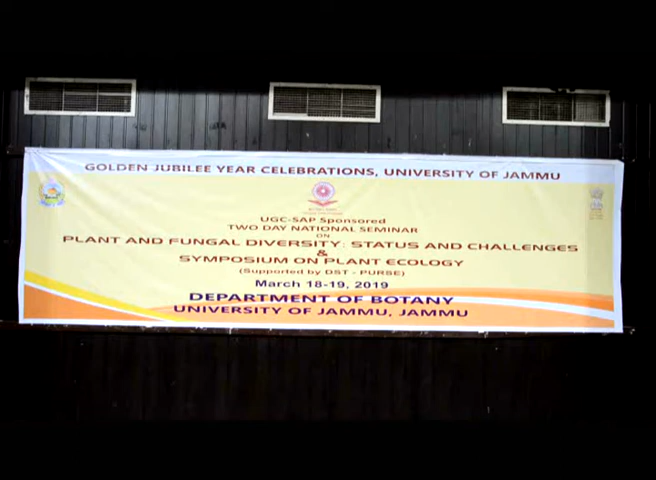 GOLDEN JUBILEE YEAR CELEBRATIONS, UNIVERSITY OF JAMMU
UGC-SAP Sponsored
TWO DAY NATIONAL SEMINAR
ON
PLANT AND FUNGAL DIVERSITY: STATUS AND CHALLENGES
&
SYMPOSIUM ON PLANT ECOLOGY
(Supported by DST - PURSE)
March 18-19, 2019
DEPARTMENT OF BOTANY
UNIVERSITY OF JAMMU, JAMMU